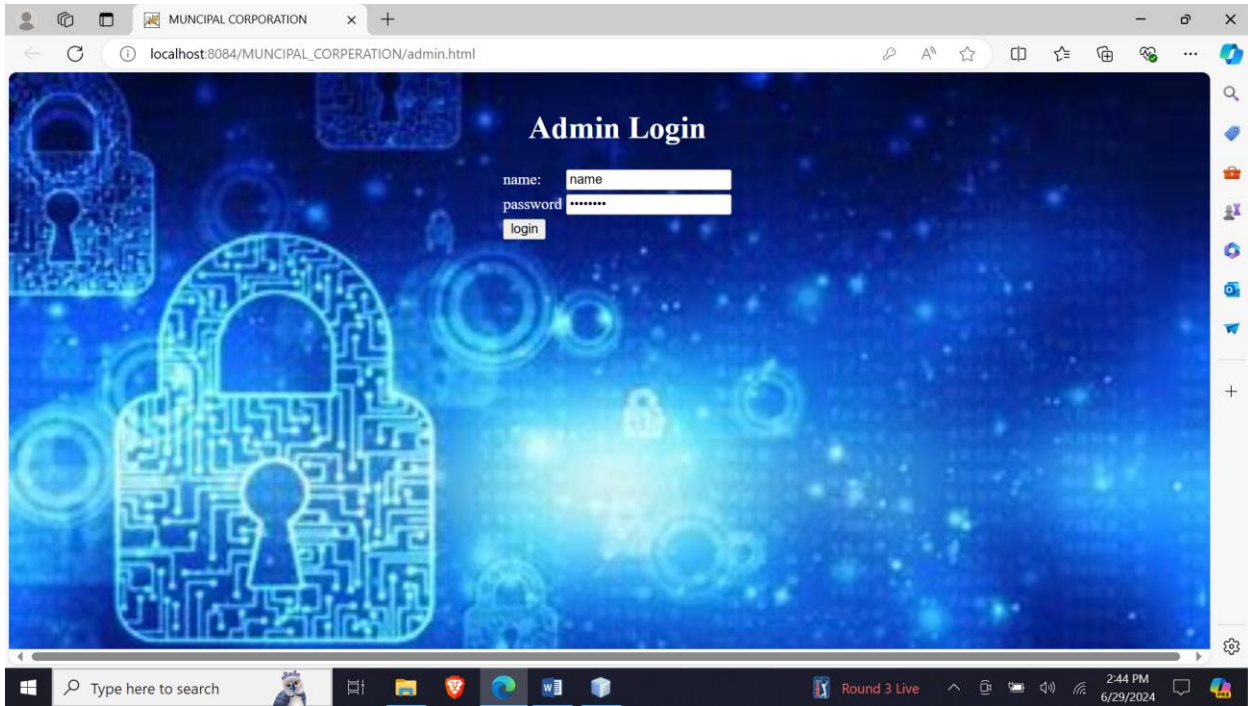 MUNCIPAL CORPORATION
localhost:8084/MUNCIPAL_CORPERATION/admin.html
Admin Login
name: name
password ••••••••
login
Type here to search
Round 3 Live
2:44 PM
6/29/2024